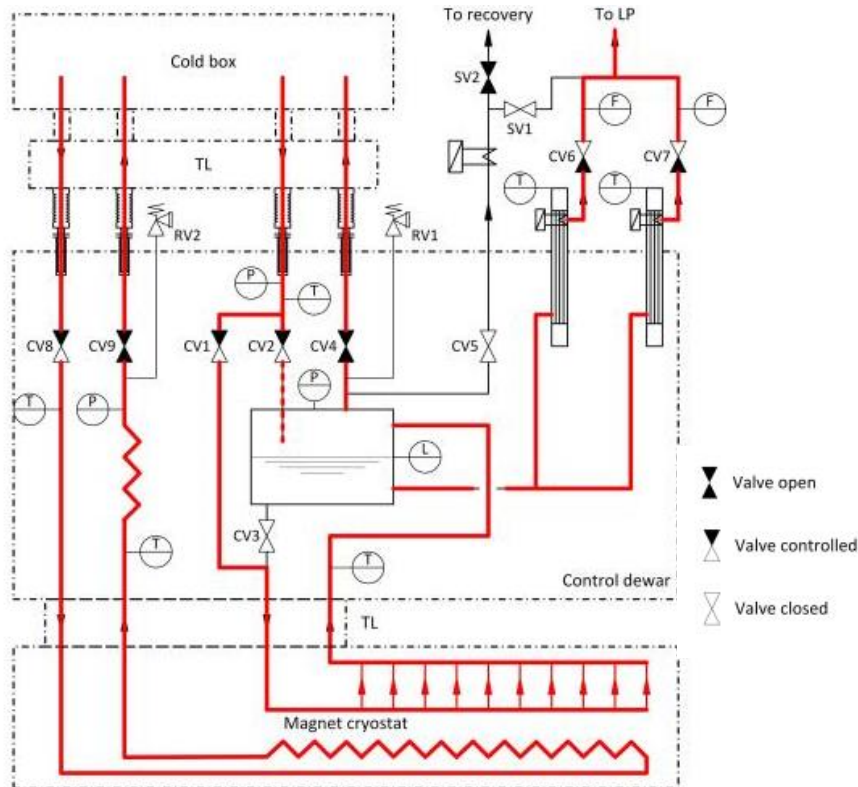 To recovery
To LP
Cold box
SV2
SV1
F
F
TL
CV6
CV7
T
T
RV2
RV1
P
T
CV8
CV9
CV1
CV2
CV4
CV5
P
T
P
L
Valve open
CV3
Valve controlled
T
T
Control dewar
Valve closed
TL
Magnet cryostat